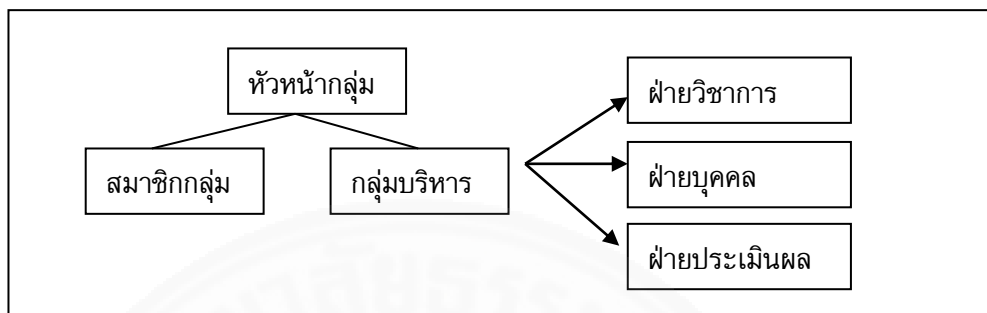 หัวหน้ากลุ่ม
สมาชิกกลุ่ม
กลุ่มบริหาร
ฝ่ายวิชาการ
ฝ่ายบุคคล
ฝ่ายประเมินผล